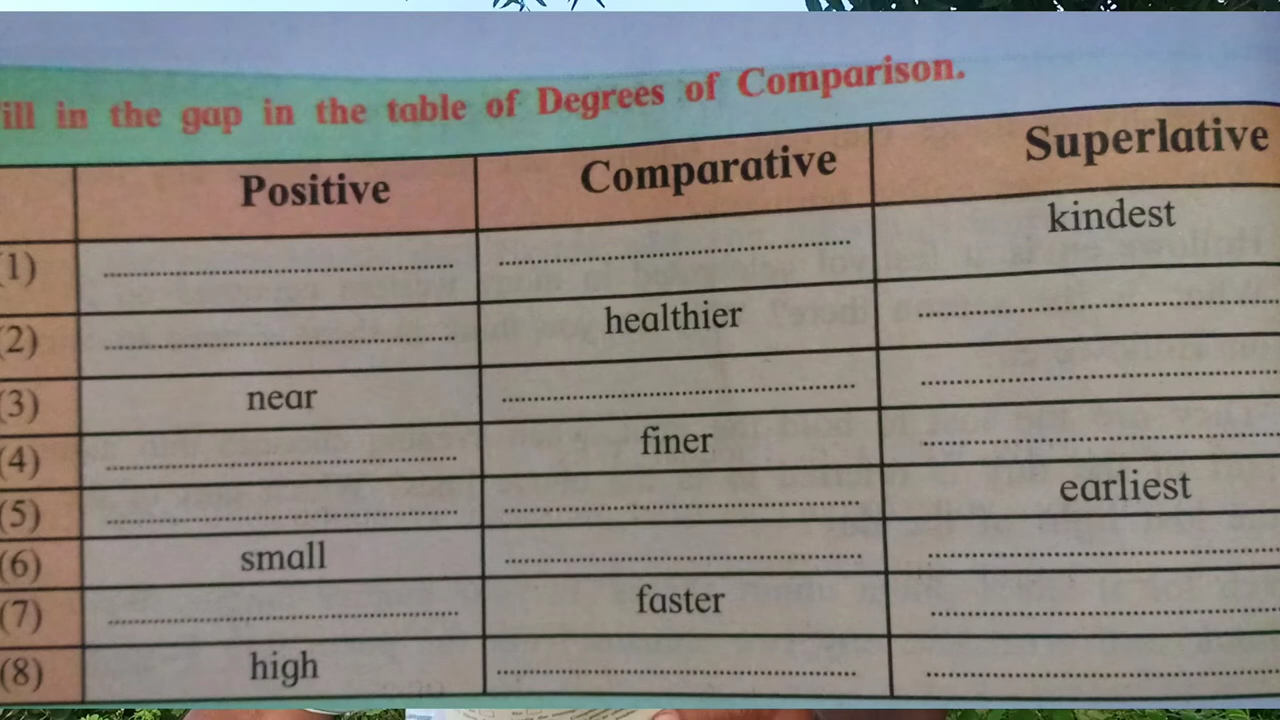 ill in the gap in the table of Degrees of Comparison.
Positive Comparative Superlative
(1) .................... .................... kindest
(2) .................... healthier ....................
(3) near .................... ....................
(4) .................... finer ....................
(5) .................... .................... earliest
(6) small .................... ....................
(7) .................... faster ....................
(8) high .................... ....................